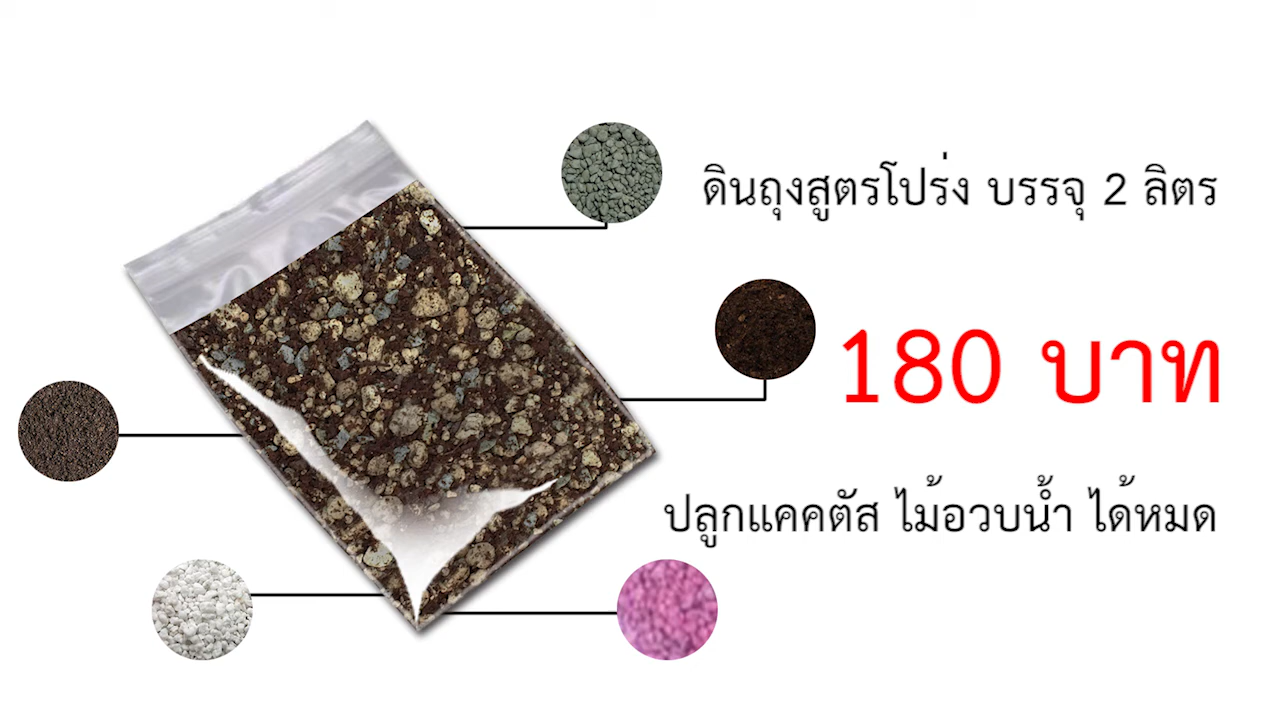 ดินถุงสูตรโปร่ง บรรจุ 2 ลิตร
180 บาท
ปลูกแคคตัส ไม้อวบน้ำ ได้หมด